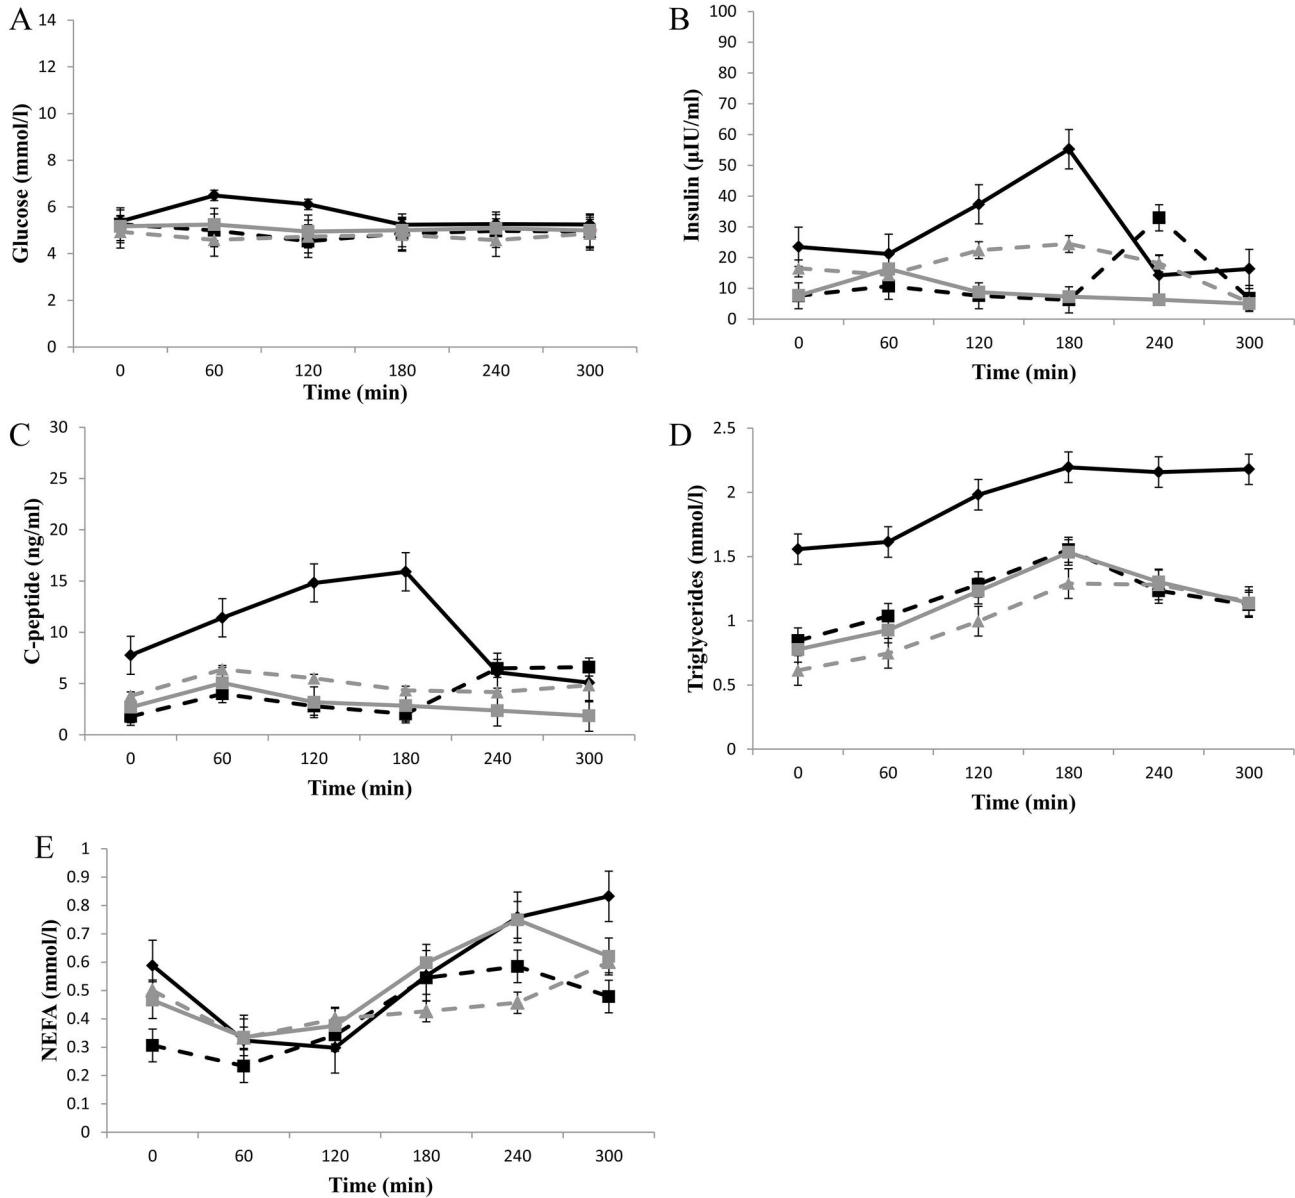 A
14
12
10
8
6
4
2
0
Glucose (mmol/l)
0 60 120 180 240 300
Time (min)
B
100
90
80
70
60
50
40
30
20
10
0
Insulin (µIU/ml)
0 60 120 180 240 300
Time (min)
C
30
25
20
15
10
5
0
C-peptide (ng/ml)
0 60 120 180 240 300
Time (min)
D
2.5
2
1.5
1
0.5
0
Triglycerides (mmol/l)
0 60 120 180 240 300
Time (min)
E
1
0.9
0.8
0.7
0.6
0.5
0.4
0.3
0.2
0.1
0
NEFA (mmol/l)
0 60 120 180 240 300
Time (min)